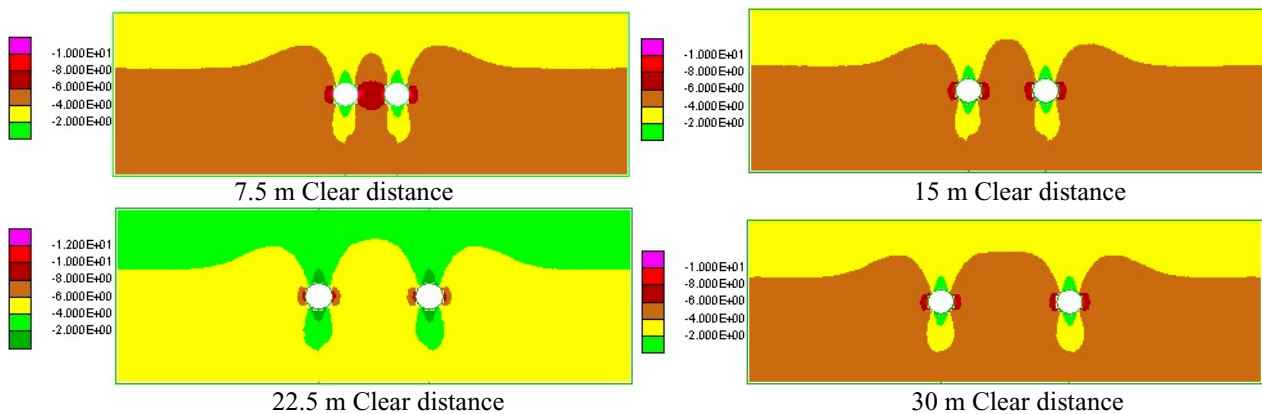 -1.000E+01
-8.000E+00
-6.000E+00
-4.000E+00
-2.000E+00
7.5 m Clear distance
-1.000E+01
-8.000E+00
-6.000E+00
-4.000E+00
-2.000E+00
15 m Clear distance
-1.200E+01
-1.000E+01
-8.000E+00
-6.000E+00
-4.000E+00
-2.000E+00
22.5 m Clear distance
-1.000E+01
-8.000E+00
-6.000E+00
-4.000E+00
-2.000E+00
30 m Clear distance